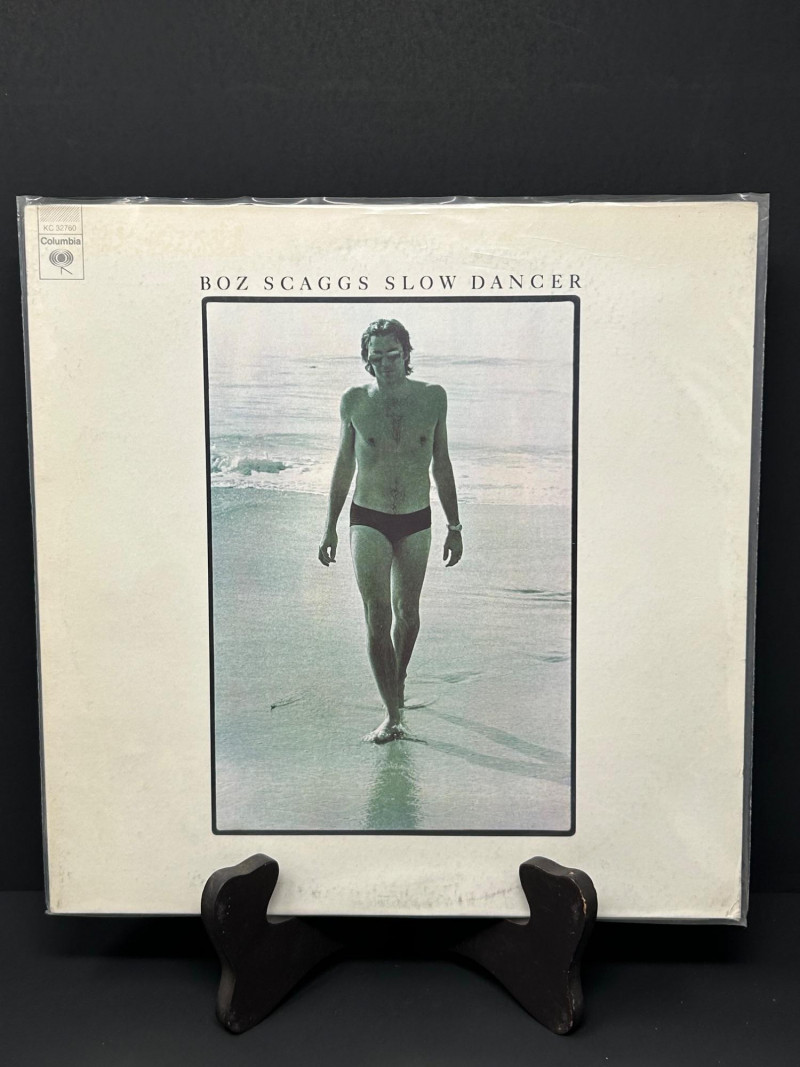 KC 32760
Columbia
BOZ SCAGGS SLOW DANCER